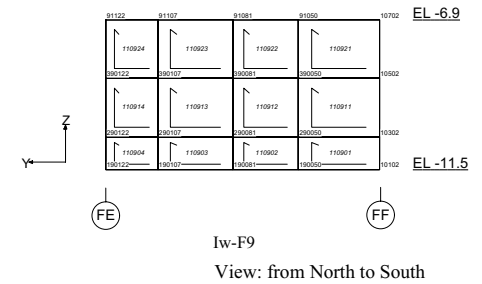 91122 91107 91081 91050 10702 EL -6.9
110924 110923 110922 110921
390122 390107 390081 390050 10502
110914 110913 110912 110911
Z
290122 290107 290081 290050 10302
Y
110904 110903 110902 110901
190122 190107 190081 190050 10102 EL -11.5
FE FF
Iw-F9
View: from North to South